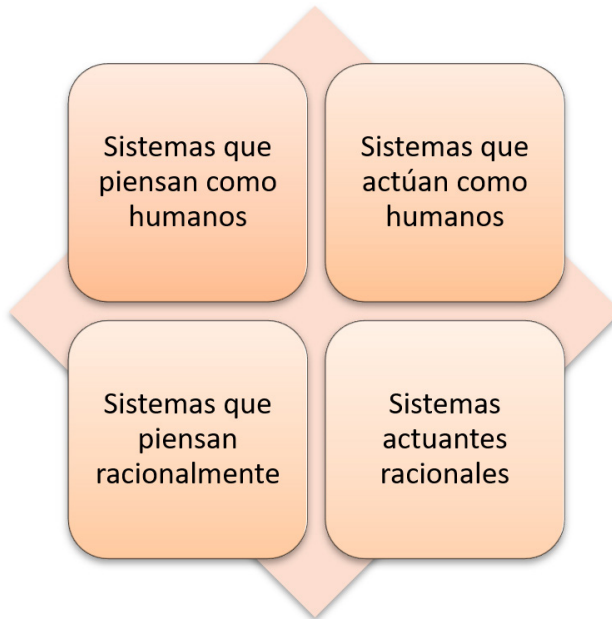 Sistemas que
piensan como
humanos
Sistemas que
actúan como
humanos
Sistemas que
piensan
racionalmente
Sistemas
actuantes
racionales